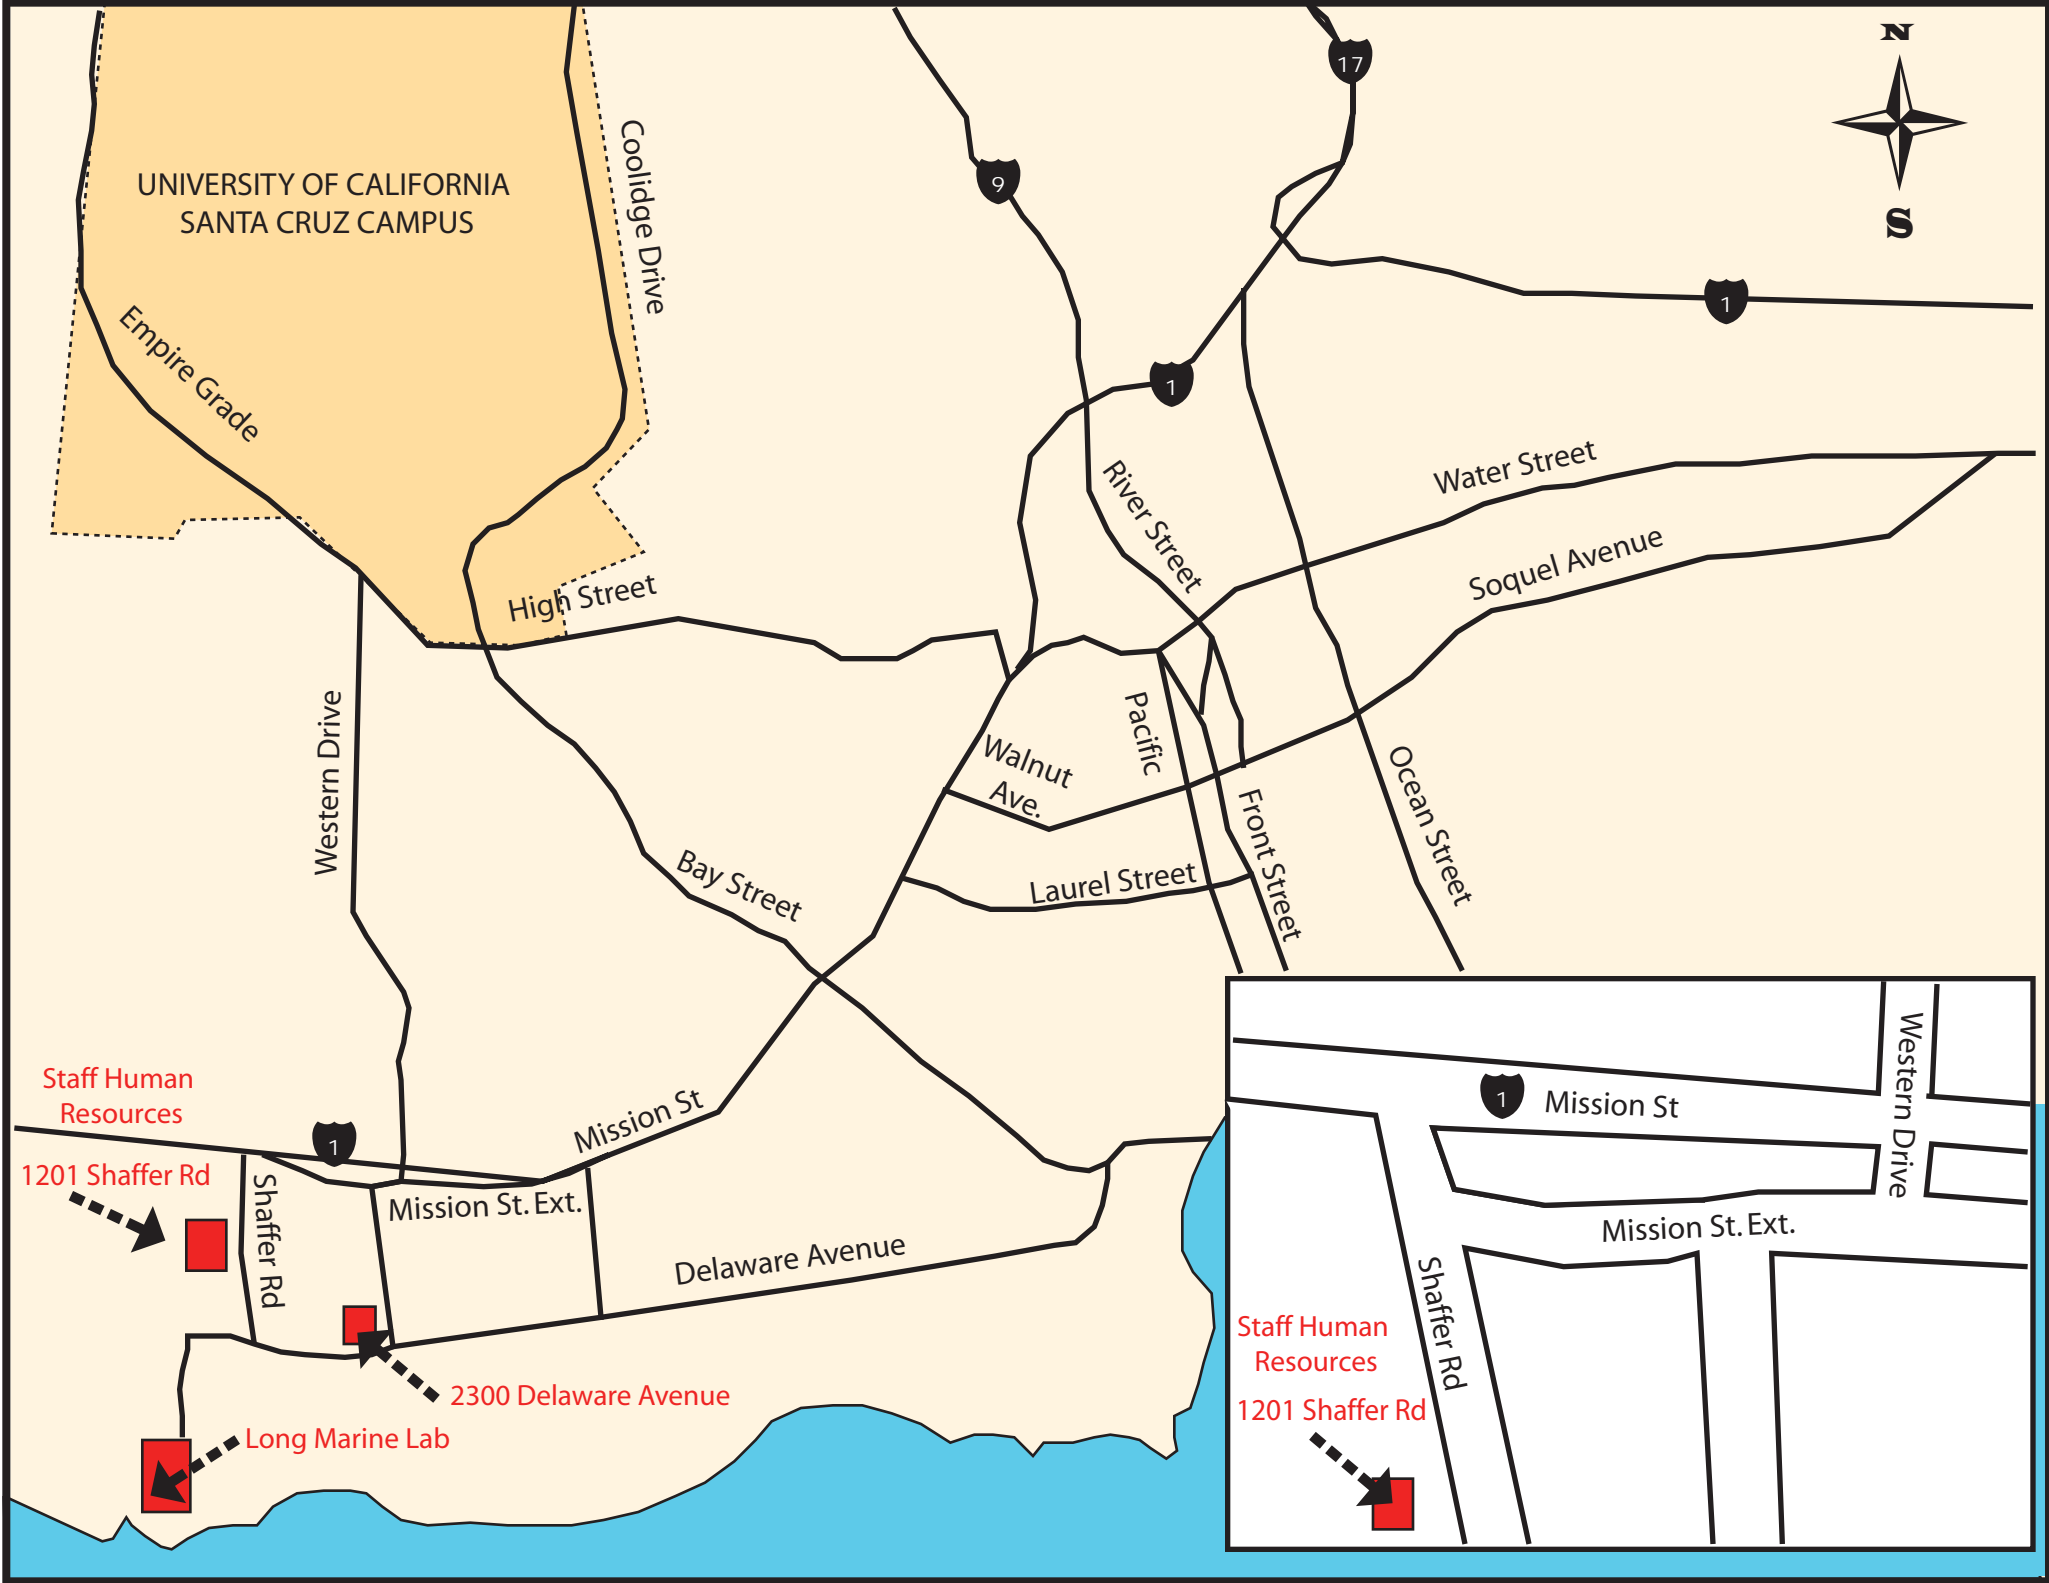 N
S
17
9
1
1
UNIVERSITY OF CALIFORNIA
SANTA CRUZ CAMPUS
Coolidge Drive
Empire Grade
High Street
River Street
Water Street
Soquel Avenue
Western Drive
Pacific
Walnut
Ave.
Ocean Street
Front Street
Bay Street
Laurel Street
Staff Human
Resources
1
Mission St
1201 Shaffer Rd
Shaffer Rd
Mission St. Ext.
Delaware Avenue
2300 Delaware Avenue
Long Marine Lab
Western Drive
1
Mission St
Mission St. Ext.
Shaffer Rd
Staff Human
Resources
1201 Shaffer Rd